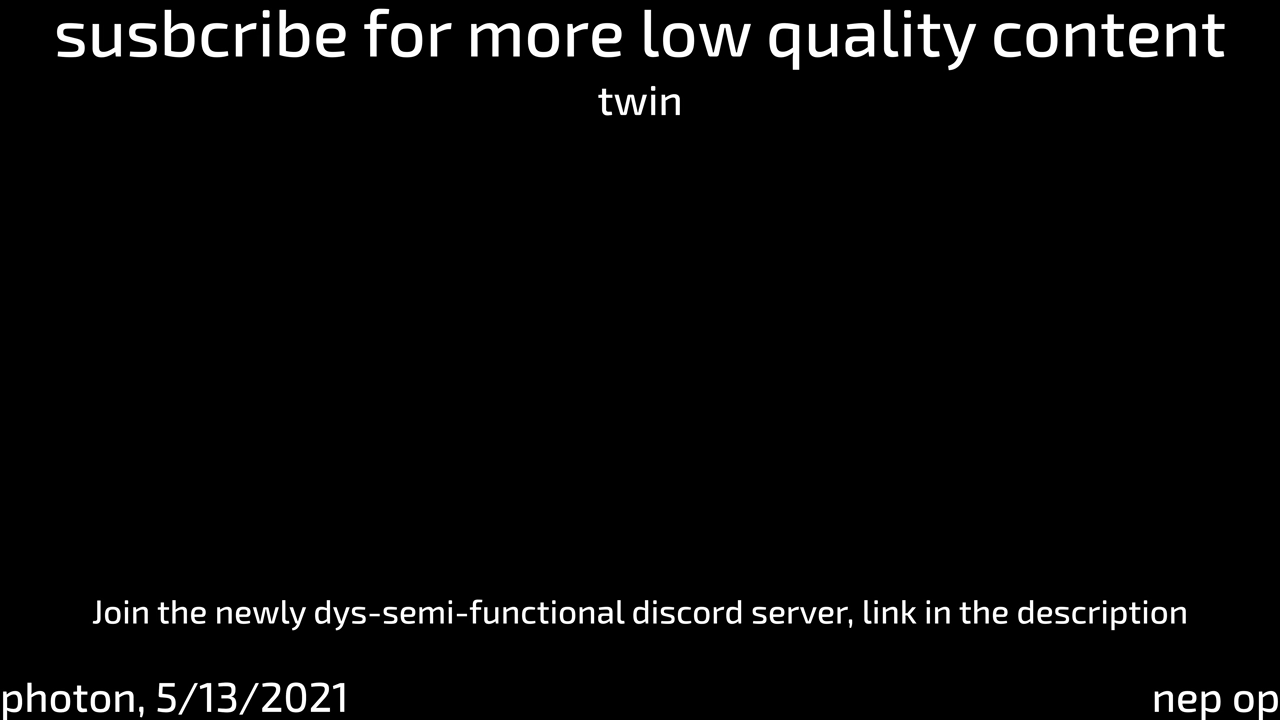 susbcribe for more low quality content
twin
Join the newly dys-semi-functional discord server, link in the description
photon, 5/13/2021
nep op